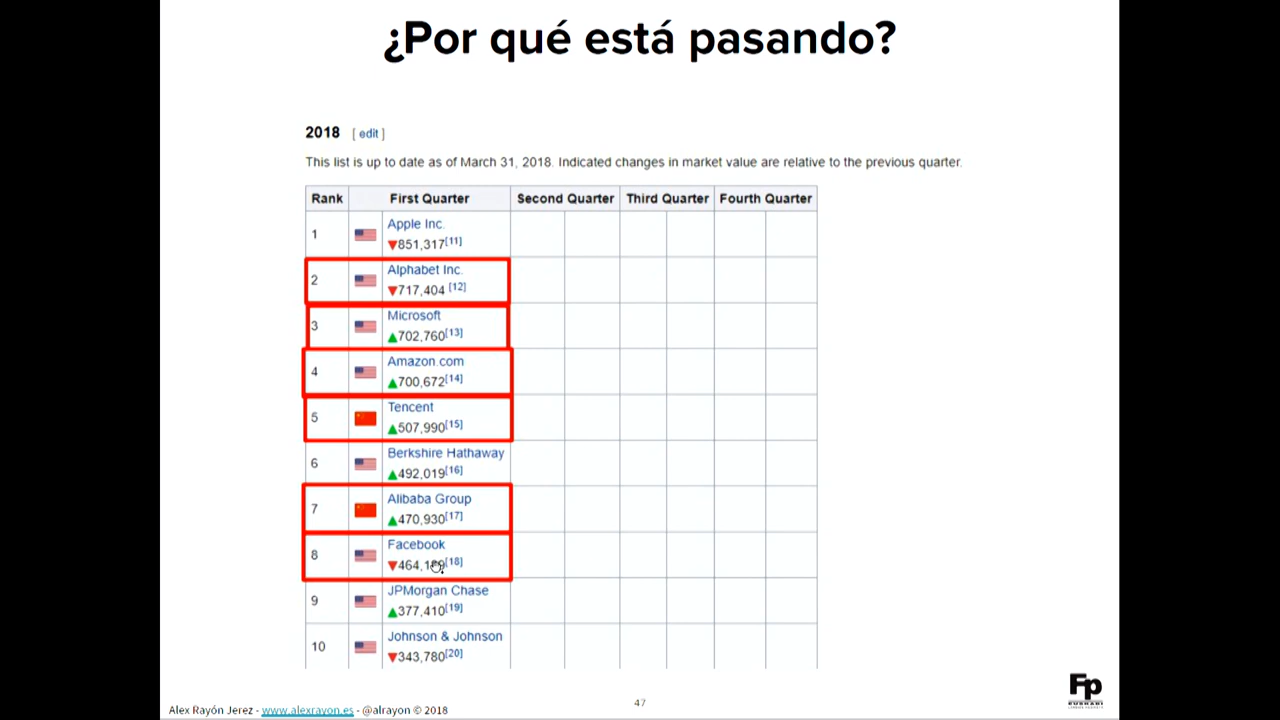 ¿Por qué está pasando?
2018 [ edit ]
This list is up to date as of March 31, 2018. Indicated changes in market value are relative to the previous quarter.
Rank First Quarter Second Quarter Third Quarter Fourth Quarter
1 Apple Inc.
▼851,317[11]
2 Alphabet Inc.
▼717,404 [12]
3 Microsoft
▲702,760[13]
4 Amazon.com
▲700,672[14]
5 Tencent
▲507,990[15]
6 Berkshire Hathaway
▲492,019[16]
7 Alibaba Group
▲470,930[17]
8 Facebook
[18]
9 JPMorgan Chase
▲377,410[19]
10 Johnson & Johnson
▼343,780[20]
47
Fp
Alex Rayón Jerez - www.alexrayon.es - @alrayon © 2018